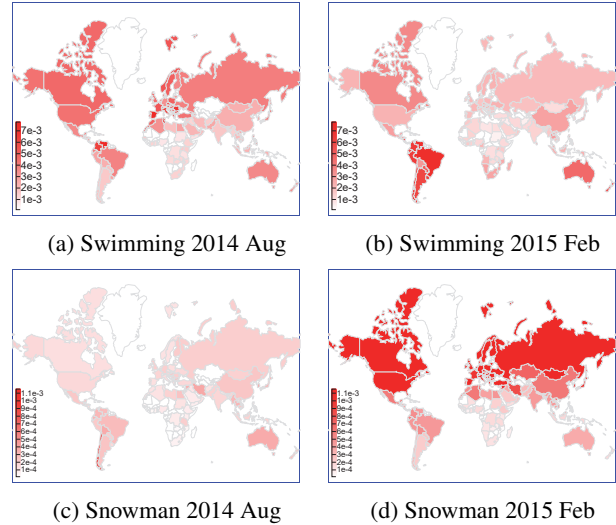 7e-3
6e-3
5e-3
4e-3
3e-3
2e-3
1e-3
7e-3
6e-3
5e-3
4e-3
3e-3
2e-3
1e-3
(a) Swimming 2014 Aug
(b) Swimming 2015 Feb
1.1e-3
1e-3
9e-4
8e-4
7e-4
6e-4
5e-4
4e-4
3e-4
2e-4
1e-4
1.1e-3
1e-3
9e-4
8e-4
7e-4
6e-4
5e-4
4e-4
3e-4
2e-4
1e-4
(c) Snowman 2014 Aug
(d) Snowman 2015 Feb